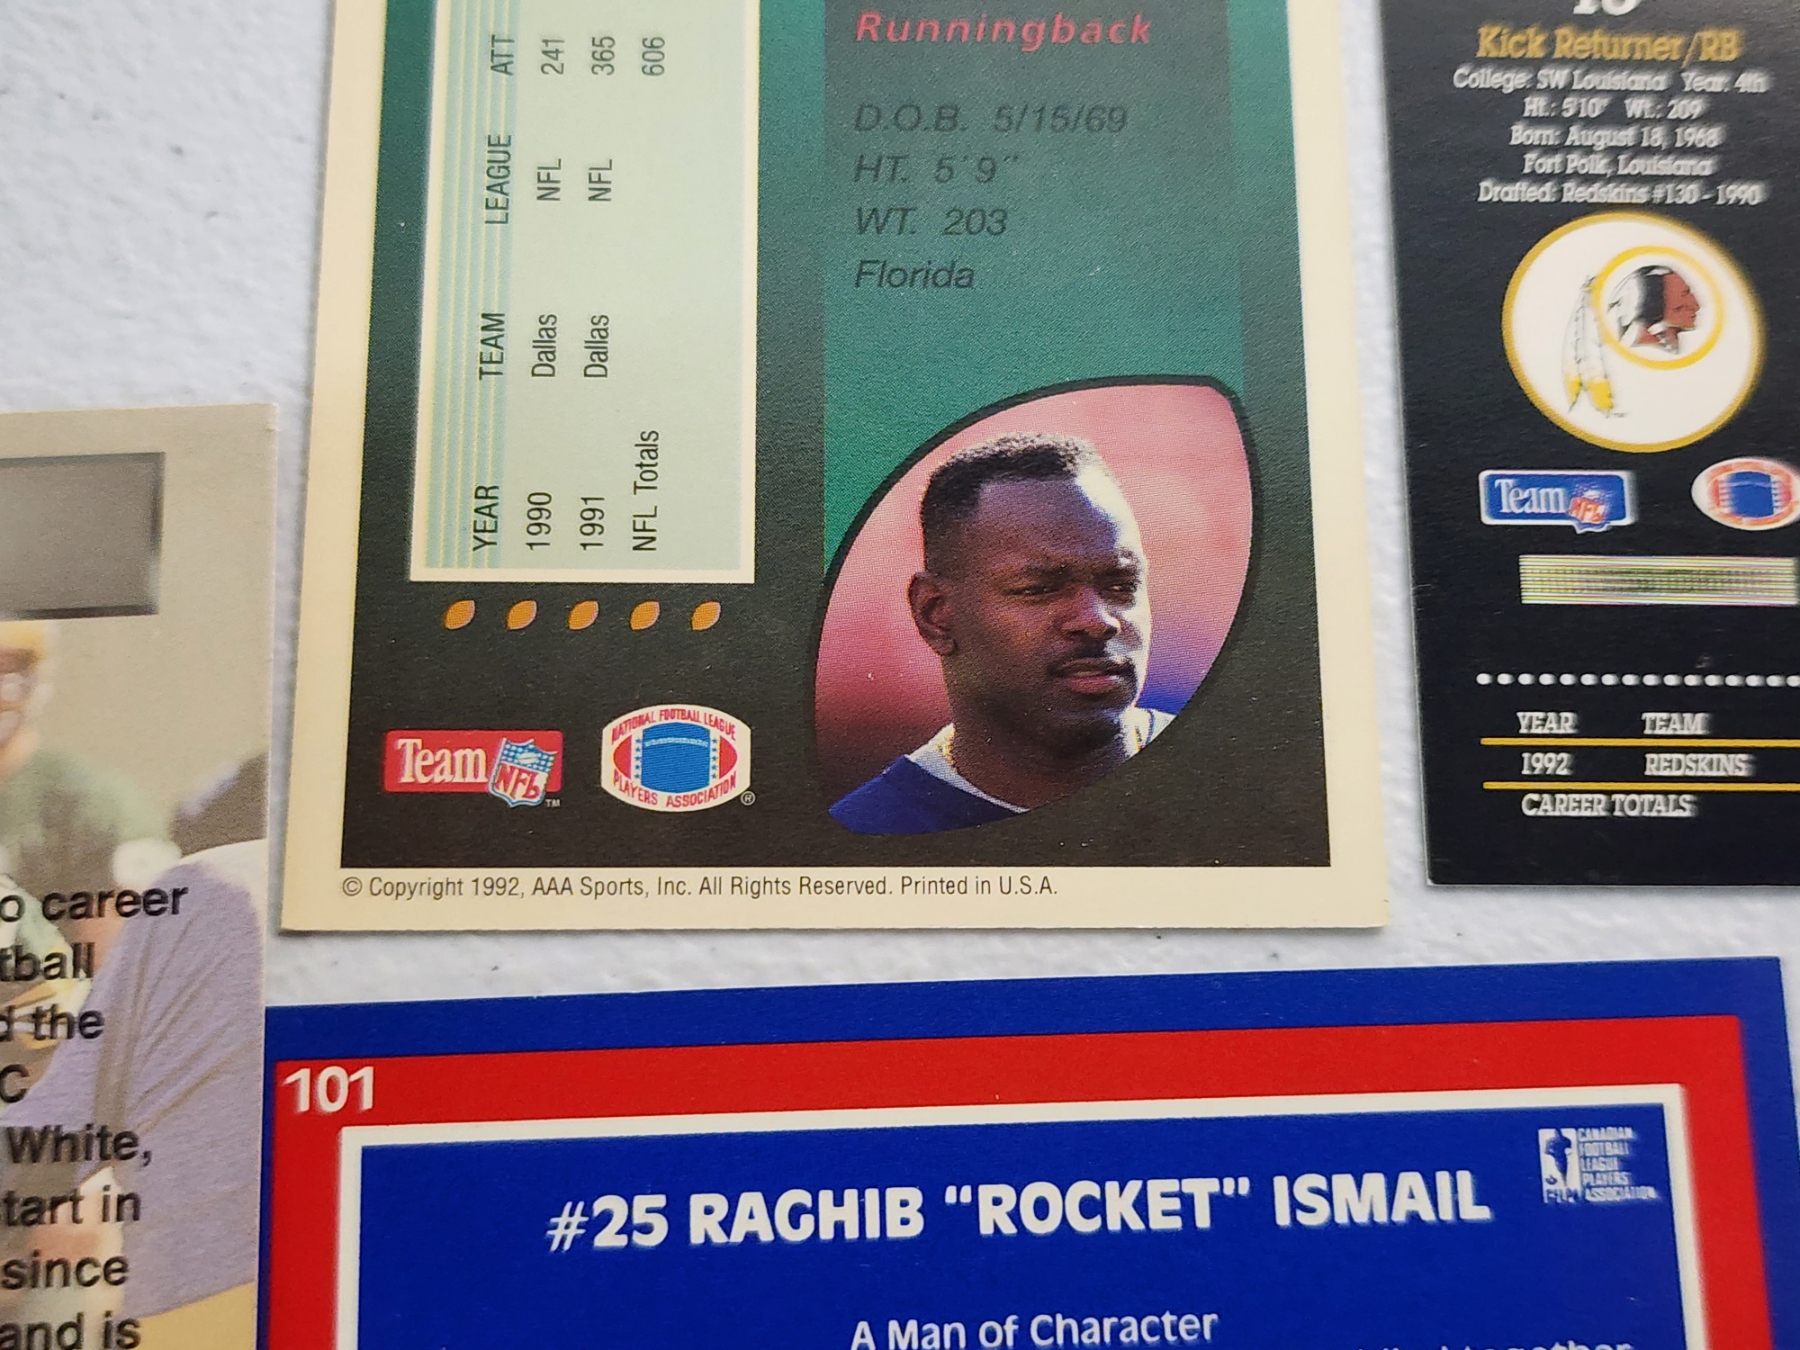 Runningback
D.O.B. 5/15/69
HT. 5'9"
WT. 203
Florida
YEAR TEAM LEAGUE ATT
1990 Dallas NFL 241
1991 Dallas NFL 365
NFL Totals 606
Team NFL ™
NATIONAL FOOTBALL LEAGUE
PLAYERS ASSOCIATION ®
© Copyright 1992, AAA Sports, Inc. All Rights Reserved. Printed in U.S.A.
Kick Returner/RB
College: SW Louisiana Year: 4th
Ht.: 5'10" Wt.: 209
Born: August 18, 1968
Fort Polk, Louisiana
Drafted: Redskins #130 - 1990
Team NFL
YEAR TEAM
1992 REDSKINS
CAREER TOTALS
o career
tball
d the
C
White,
tart in
since
and is
101
#25 RAGHIB "ROCKET" ISMAIL
CANADIAN
FOOTBALL
LEAGUE
PLAYERS
ASSOCIATION
A Man of Character